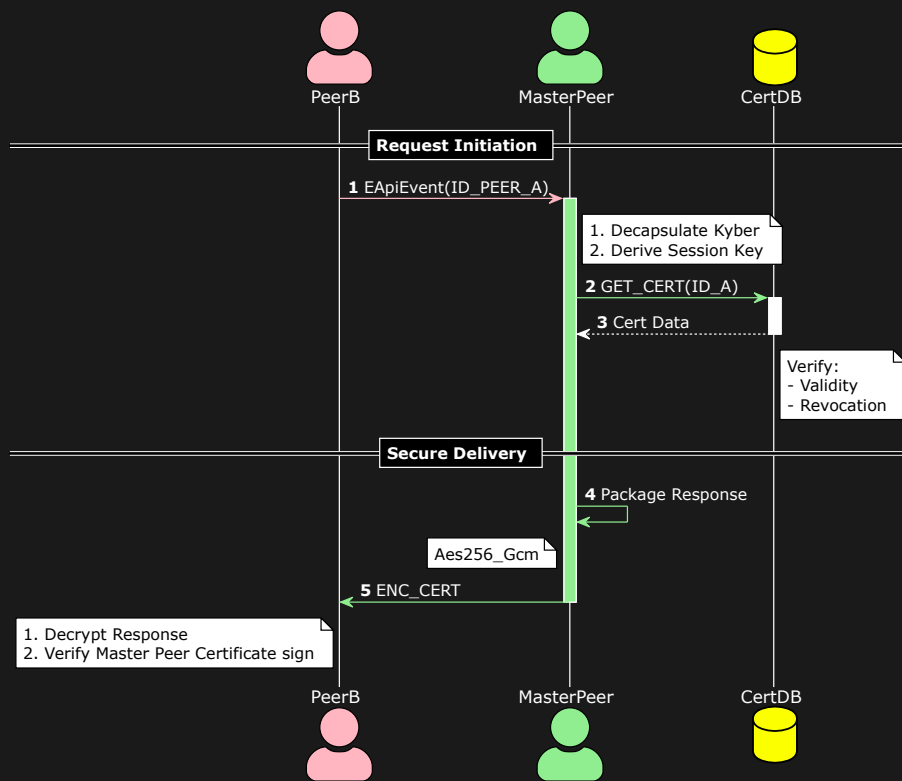 PeerB
MasterPeer
CertDB
Request Initiation
1 EApiEvent(ID_PEER_A)
1. Decapsulate Kyber
2. Derive Session Key
2 GET_CERT(ID_A)
3 Cert Data
Verify:
- Validity
- Revocation
Secure Delivery
4 Package Response
Aes256_Gcm
5 ENC_CERT
1. Decrypt Response
2. Verify Master Peer Certificate sign
PeerB
MasterPeer
CertDB